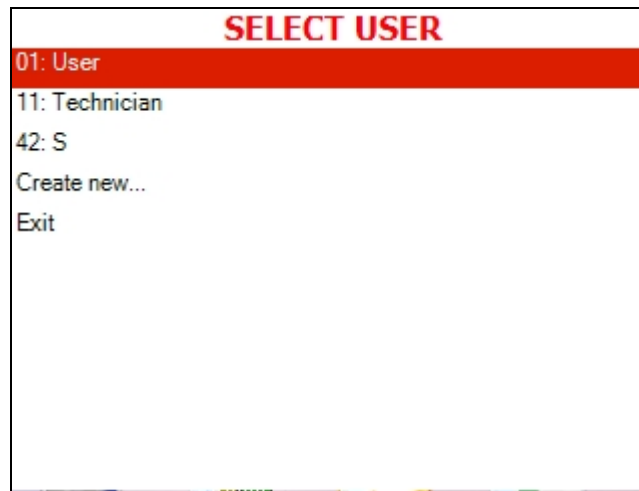 SELECT USER
01: User
11: Technician
42: S
Create new...
Exit